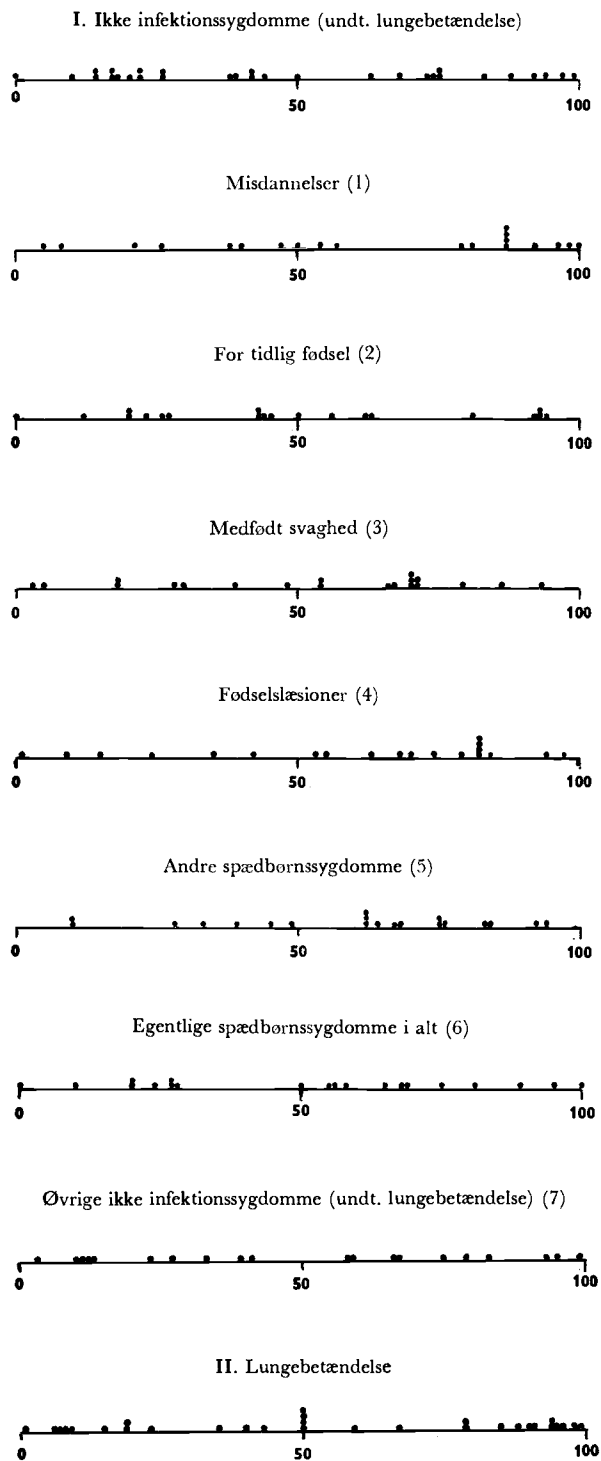 I. Ikke infektionssygdomme (undt. lungebetændelse)
0 50 100
Misdannelser (1)
0 50 100
For tidlig fødsel (2)
0 50 100
Medfødt svaghed (3)
0 50 100
Fødselslæsioner (4)
0 50 100
Andre spædbørnssygdomme (5)
0 50 100
Egentlige spædbørnssygdomme i alt (6)
0 50 100
Øvrige ikke infektionssygdomme (undt. lungebetændelse) (7)
0 50 100
II. Lungebetændelse
0 50 100